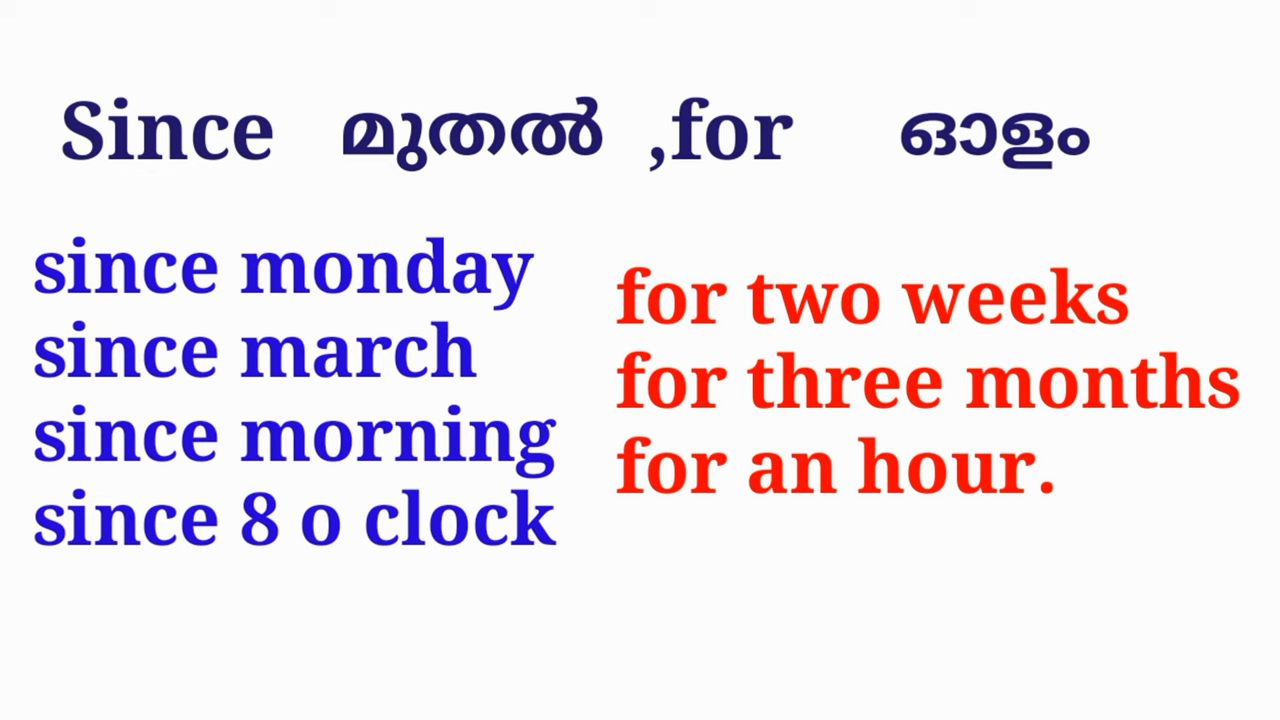 Since മുതൽ ,for ഓളം
since monday
since march
since morning
since 8 o clock
for two weeks
for three months
for an hour.